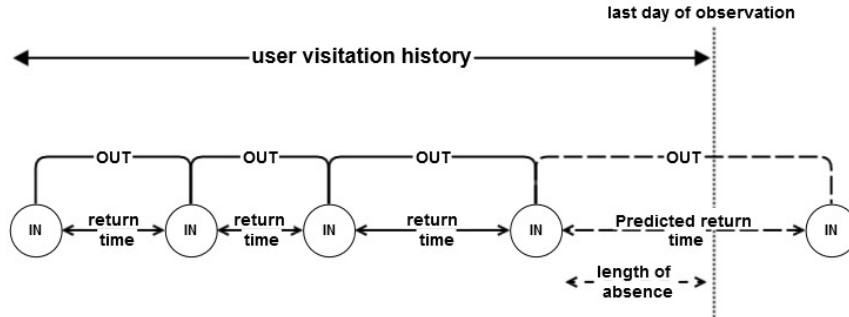 last day of observation
user visitation history
OUT OUT OUT OUT
IN return time IN return time IN return time IN Predicted return time IN
length of absence